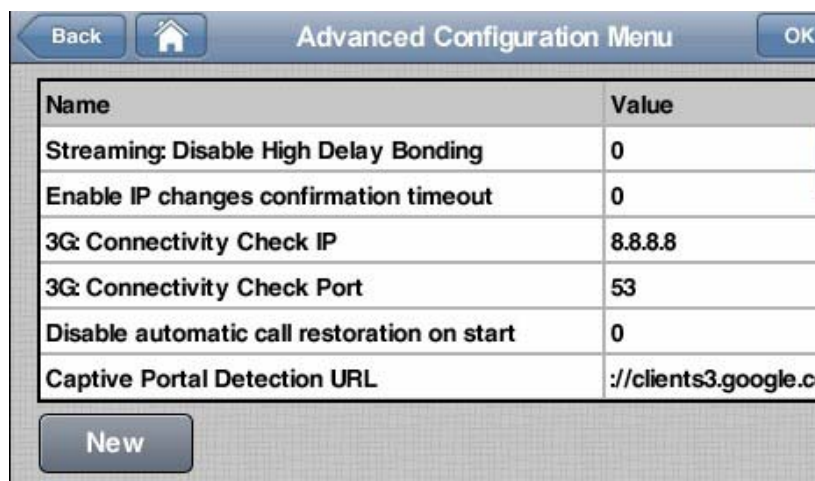 Back Advanced Configuration Menu OK
Name Value
Streaming: Disable High Delay Bonding 0
Enable IP changes confirmation timeout 0
3G: Connectivity Check IP 8.8.8.8
3G: Connectivity Check Port 53
Disable automatic call restoration on start 0
Captive Portal Detection URL ://clients3.google.c
New